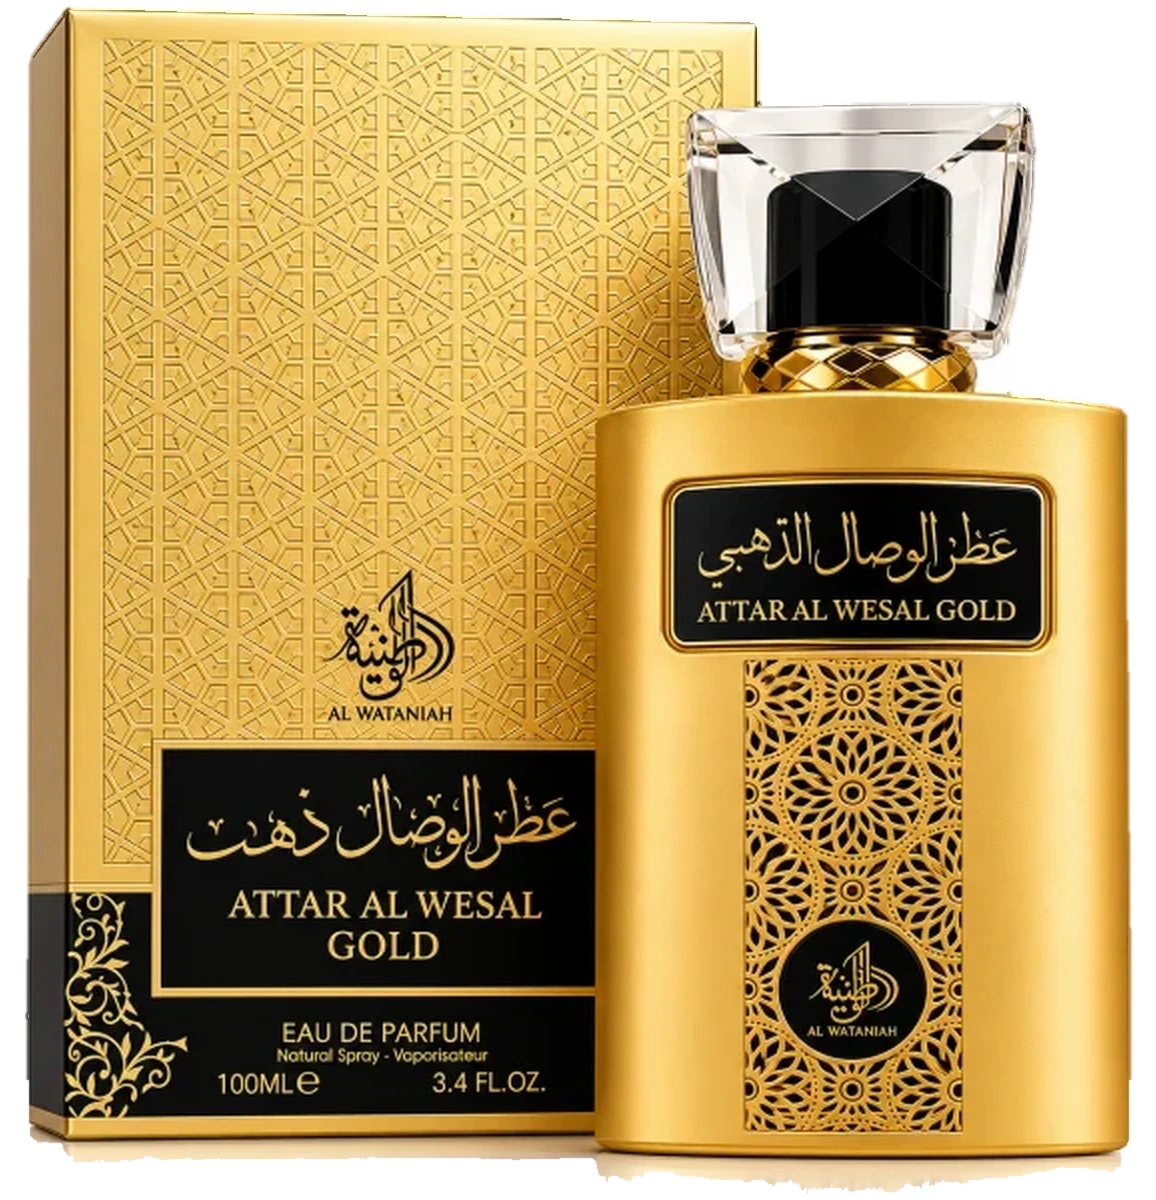 الوطنية
AL WATANIAH
عطر الوصال ذهب
ATTAR AL WESAL
GOLD
EAU DE PARFUM
Natural Spray - Vaporisateur
100ML℮
3.4 FL.OZ.
عَطر الوصال الذهبي
ATTAR AL WESAL GOLD
الوطنية
AL WATANIAH